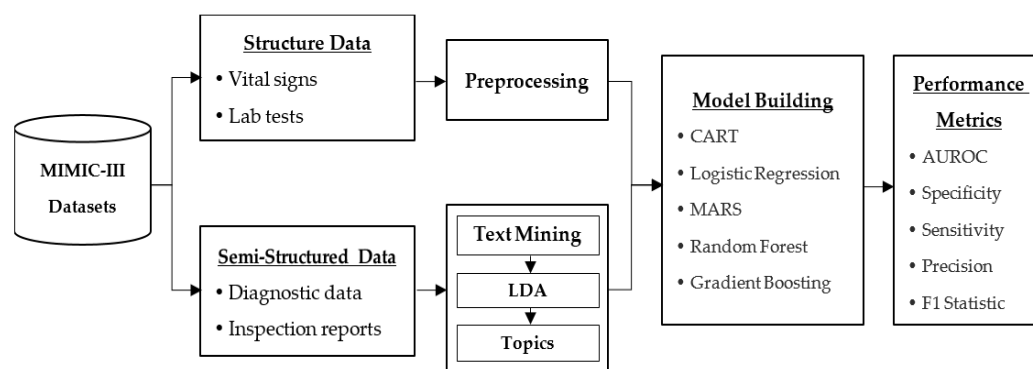 MIMIC-III
Datasets
Structure Data
• Vital signs
• Lab tests
Preprocessing
Semi-Structured Data
• Diagnostic data
• Inspection reports
Text Mining
LDA
Topics
Model Building
• CART
• Logistic Regression
• MARS
• Random Forest
• Gradient Boosting
Performance
Metrics
• AUROC
• Specificity
• Sensitivity
• Precision
• F1 Statistic